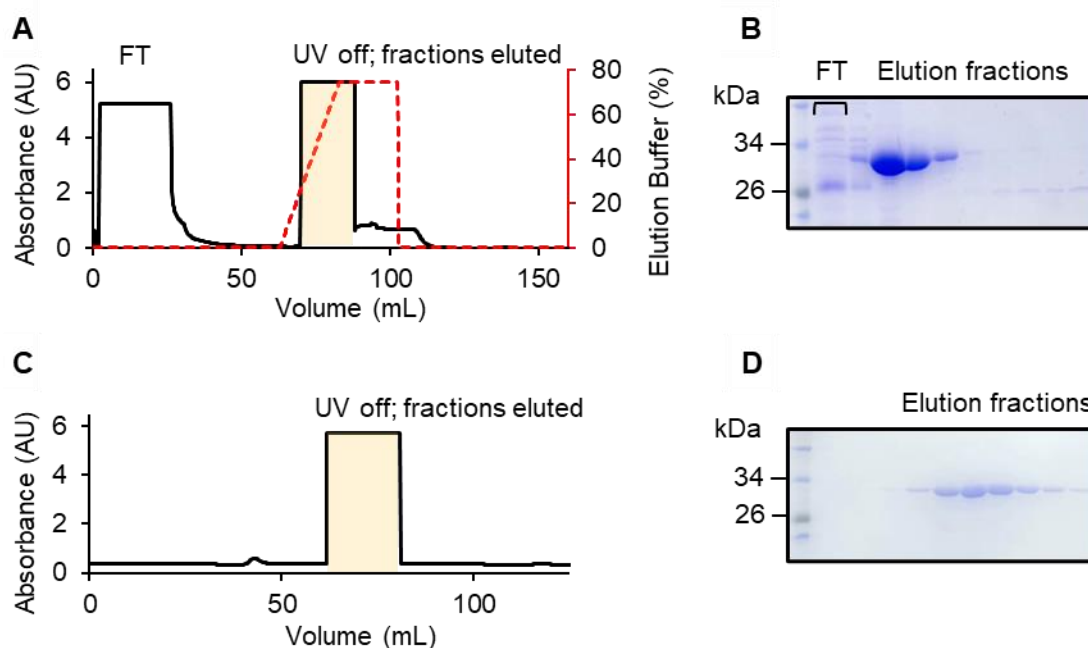 A
FT
UV off; fractions eluted
Absorbance (AU)
6
4
2
0
0
50
100
150
Volume (mL)
80
60
40
20
0
Elution Buffer (%)
B
FT
Elution fractions
kDa
34
26
C
UV off; fractions eluted
Absorbance (AU)
6
4
2
0
0
50
100
Volume (mL)
D
Elution fractions
kDa
34
26